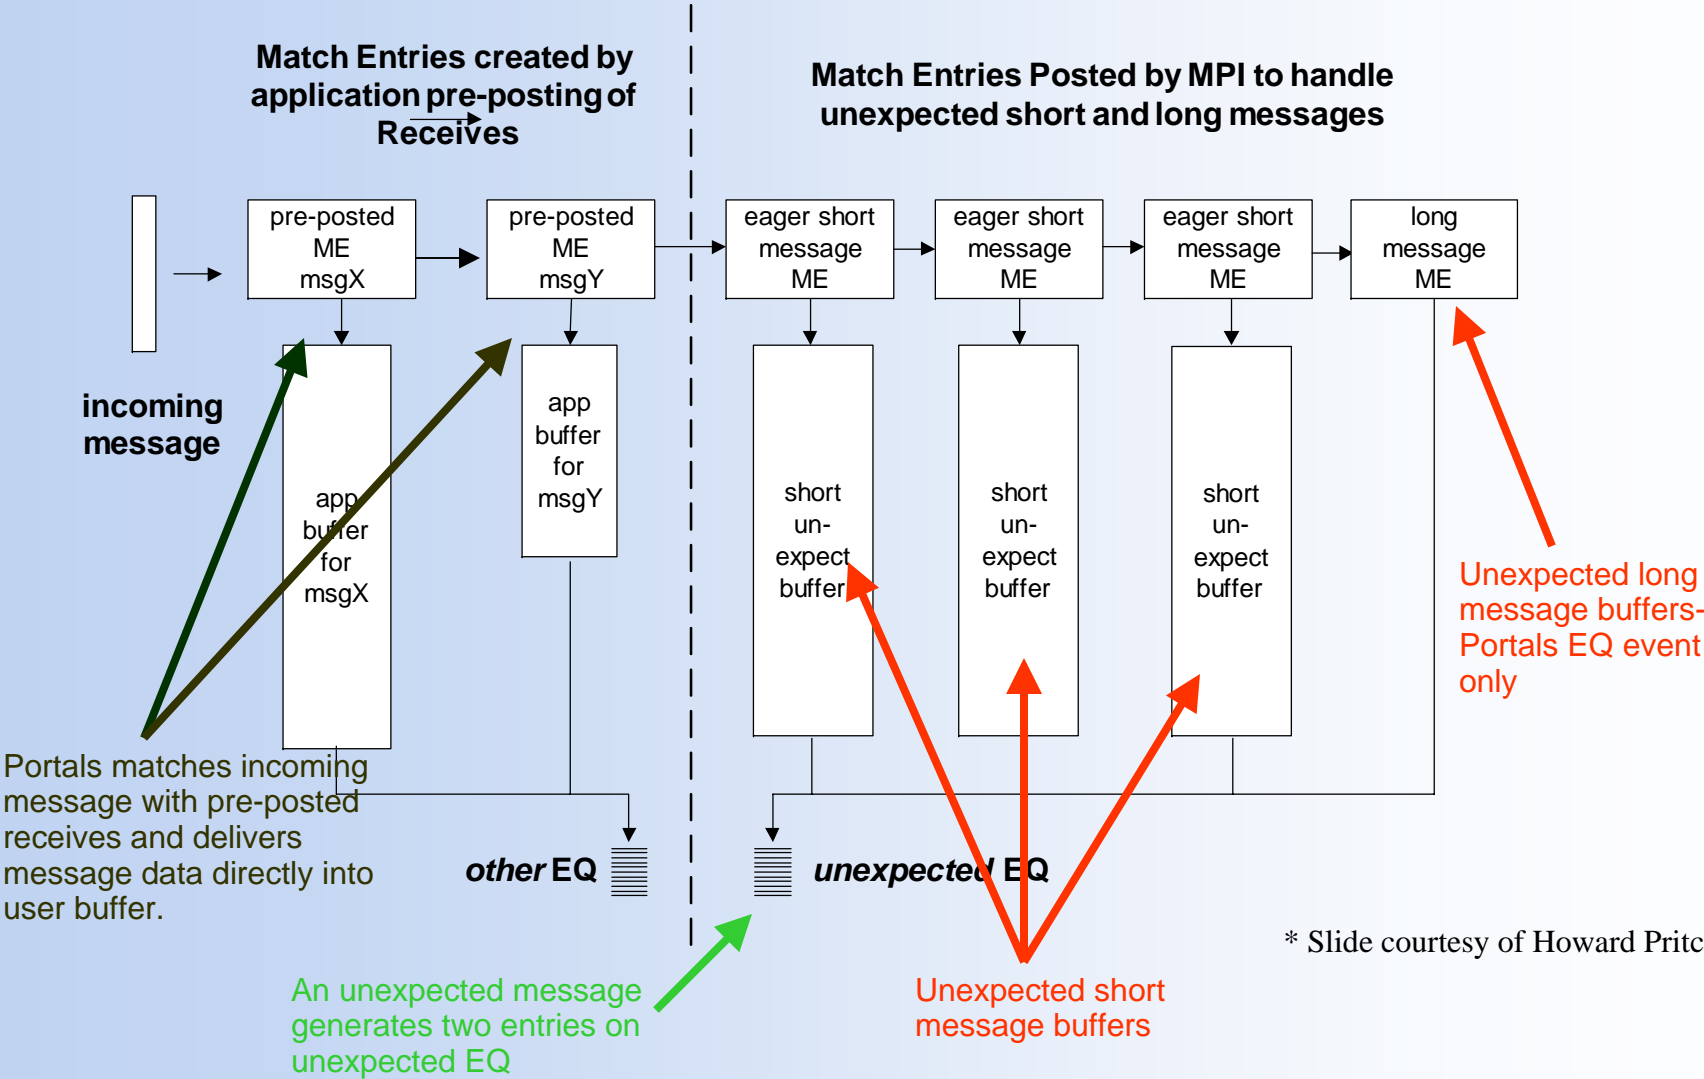 Match Entries created by
application pre-posting of
Receives
Match Entries Posted by MPI to handle
unexpected short and long messages
pre-posted
ME
msgX
pre-posted
ME
msgY
eager short
message
ME
eager short
message
ME
eager short
message
ME
long
message
ME
incoming
message
app
buffer
for
msgX
app
buffer
for
msgY
short
un-
expect
buffer
short
un-
expect
buffer
short
un-
expect
buffer
Unexpected long
message buffers-
Portals EQ event
only
Portals matches incoming
message with pre-posted
receives and delivers
message data directly into
user buffer.
other EQ
unexpected EQ
* Slide courtesy of Howard Pritc
An unexpected message
generates two entries on
unexpected EQ
Unexpected short
message buffers